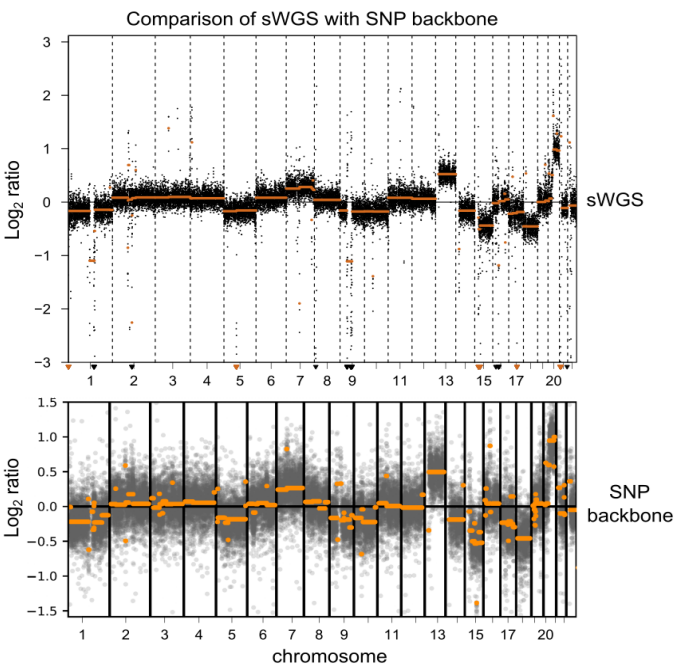 Comparison of sWGS with SNP backbone
3
2
1
0
−1
−2
−3
Log2 ratio
sWGS
1 2 3 4 5 6 7 8 9 11 13 15 17 20
1.5
1.0
0.5
0.0
−0.5
−1.0
−1.5
Log2 ratio
SNP
backbone
1 2 3 4 5 6 7 8 9 11 13 15 17 20
chromosome